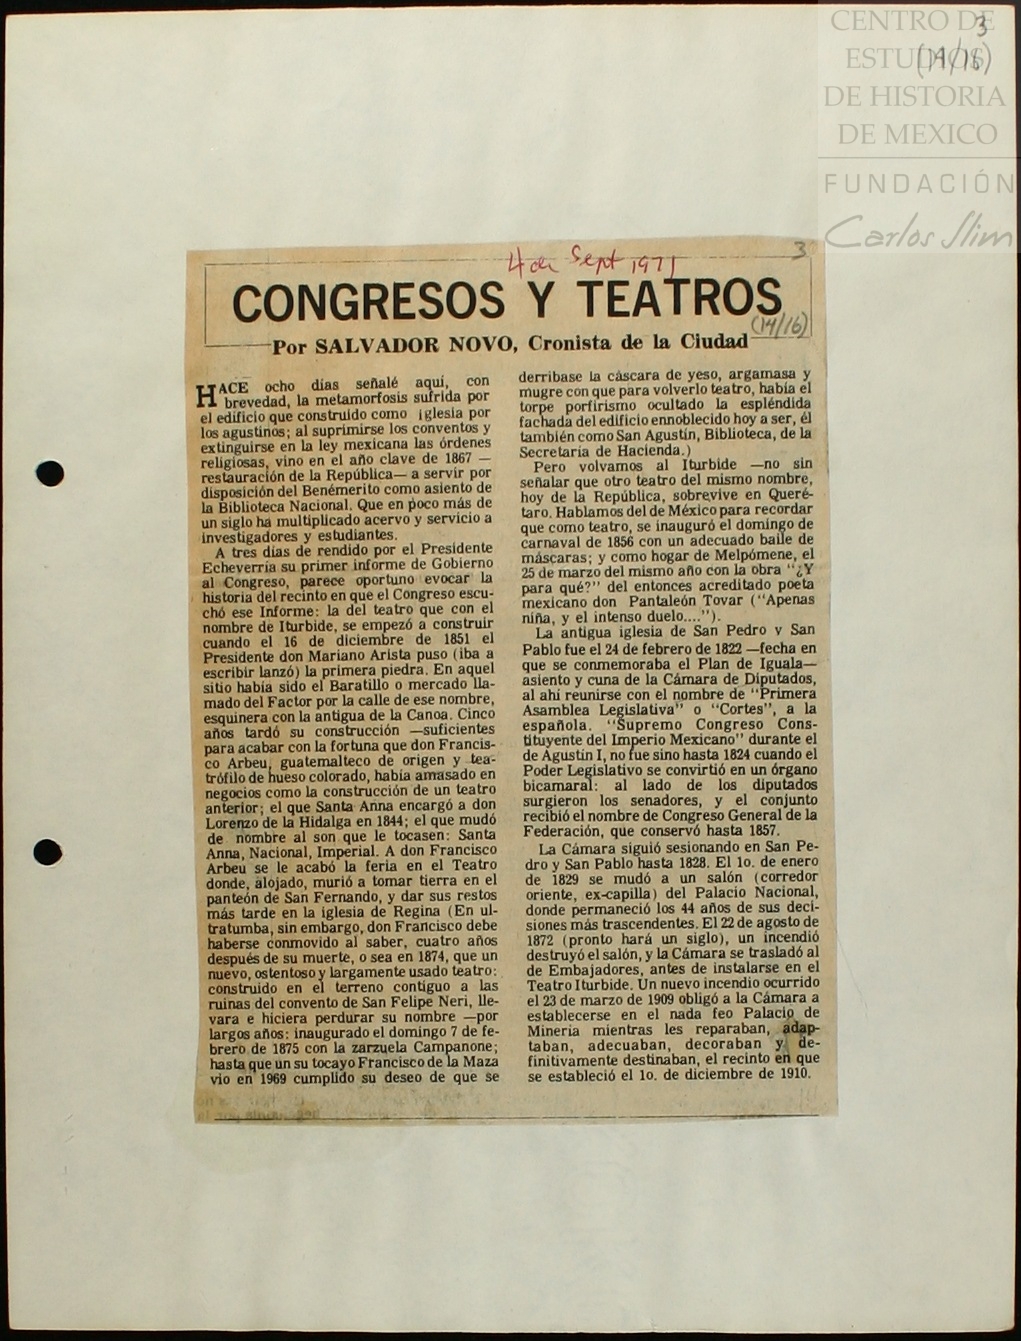 CENTRO DE
ESTUDIOS
DE HISTORIA
DE MEXICO
FUNDACIÓN
Carlos Slim
3
(14/16)
4 de Sept 1971
3
CONGRESOS Y TEATROS
(14/16)
Por SALVADOR NOVO, Cronista de la Ciudad
HACE ocho dias señalé aquí, con
brevedad, la metamorfosis sufrida por
el edificio que construido como iglesia por
los agustinos; al suprimirse los conventos y
extinguirse en la ley mexicana las órdenes
religiosas, vino en el año clave de 1867 —
restauración de la República— a servir por
disposición del Benémerito como asiento de
la Biblioteca Nacional. Que en poco más de
un siglo ha multiplicado acervo y servicio a
investigadores y estudiantes.
A tres días de rendido por el Presidente
Echeverría su primer informe de Gobierno
al Congreso, parece oportuno evocar la
historia del recinto en que el Congreso escu-
chó ese Informe: la del teatro que con el
nombre de Iturbide, se empezó a construir
cuando el 16 de diciembre de 1851 el
Presidente don Mariano Arista puso (iba a
escribir lanzó) la primera piedra. En aquel
sitio había sido el Baratillo o mercado lla-
mado del Factor por la calle de ese nombre,
esquinera con la antigua de la Canoa. Cinco
años tardó su construcción —suficientes
para acabar con la fortuna que don Francis-
co Arbeu, guatemalteco de origen y tea-
trófilo de hueso colorado, había amasado en
negocios como la construcción de un teatro
anterior; el que Santa Anna encargó a don
Lorenzo de la Hidalga en 1844; el que mudó
de nombre al son que le tocasen: Santa
Anna, Nacional, Imperial. A don Francisco
Arbeu se le acabó la feria en el Teatro
donde, alojado, murió a tomar tierra en el
panteón de San Fernando, y dar sus restos
más tarde en la iglesia de Regina (En ul-
tratumba, sin embargo, don Francisco debe
haberse conmovido al saber, cuatro años
después de su muerte, o sea en 1874, que un
nuevo, ostentoso y largamente usado teatro:
construido en el terreno contiguo a las
ruinas del convento de San Felipe Neri, lle-
vara e hiciera perdurar su nombre —por
largos años: inaugurado el domingo 7 de fe-
brero de 1875 con la zarzuela Campanone;
hasta que un su tocayo Francisco de la Maza
vio en 1969 cumplido su deseo de que se
derribase la cáscara de yeso, argamasa y
mugre con que para volverlo teatro, había el
torpe porfirismo ocultado la espléndida
fachada del edificio ennoblecido hoy a ser, él
también como San Agustín, Biblioteca, de la
Secretaría de Hacienda.)
Pero volvamos al Iturbide —no sin
señalar que otro teatro del mismo nombre,
hoy de la República, sobrevive en Queré-
taro. Hablamos del de México para recordar
que como teatro, se inauguró el domingo de
carnaval de 1856 con un adecuado baile de
máscaras; y como hogar de Melpómene, el
25 de marzo del mismo año con la obra "¿Y
para qué?" del entonces acreditado poeta
mexicano don Pantaleón Tovar ("Apenas
niña, y el intenso duelo....").
La antigua iglesia de San Pedro y San
Pablo fue el 24 de febrero de 1822 —fecha en
que se conmemoraba el Plan de Iguala—
asiento y cuna de la Cámara de Diputados,
al ahí reunirse con el nombre de "Primera
Asamblea Legislativa" o "Cortes", a la
española. "Supremo Congreso Cons-
tituyente del Imperio Mexicano" durante el
de Agustín I, no fue sino hasta 1824 cuando el
Poder Legislativo se convirtió en un órgano
bicamaral: al lado de los diputados
surgieron los senadores, y el conjunto
recibió el nombre de Congreso General de la
Federación, que conservó hasta 1857.
La Cámara siguió sesionando en San Pe-
dro y San Pablo hasta 1828. El 1o. de enero
de 1829 se mudó a un salón (corredor
oriente, ex-capilla) del Palacio Nacional,
donde permaneció los 44 años de sus deci-
siones más trascendentes. El 22 de agosto de
1872 (pronto hará un siglo), un incendió
destruyó el salón, y la Cámara se trasladó al
de Embajadores, antes de instalarse en el
Teatro Iturbide. Un nuevo incendio ocurrido
el 23 de marzo de 1909 obligó a la Cámara a
establecerse en el nada feo Palacio de
Minería mientras les reparaban, adap-
taban, adecuaban, decoraban y de-
finitivamente destinaban, el recinto en que
se estableció el 1o. de diciembre de 1910.